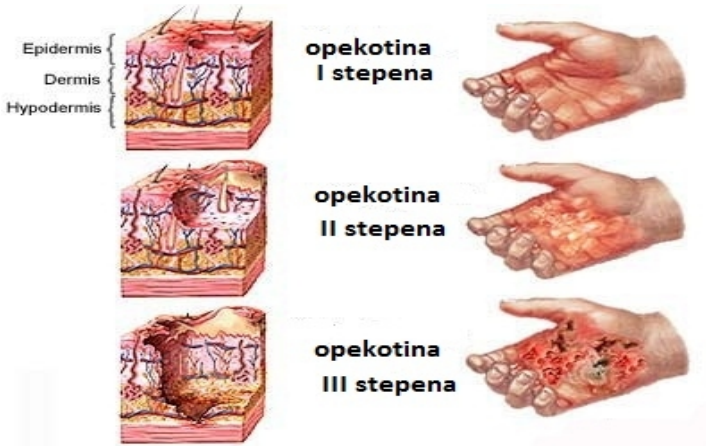 Epidermis
Dermis
Hypodermis
opekotina
I stepena
opekotina
II stepena
opekotina
III stepena